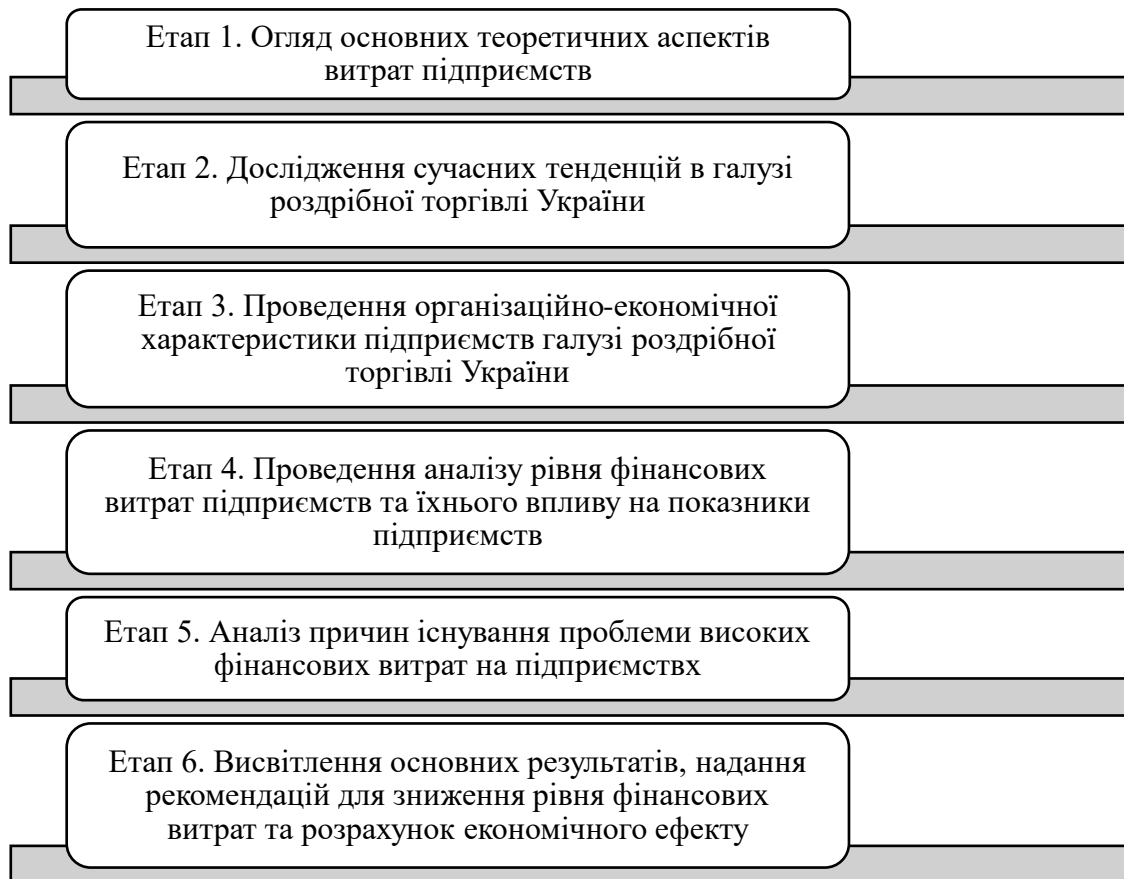 Етап 1. Огляд основних теоретичних аспектів
витрат підприємств
Етап 2. Дослідження сучасних тенденцій в галузі
роздрібної торгівлі України
Етап 3. Проведення організаційно-економічної
характеристики підприємств галузі роздрібної
торгівлі України
Етап 4. Проведення аналізу рівня фінансових
витрат підприємств та їхнього впливу на показники
підприємств
Етап 5. Аналіз причин існування проблеми високих
фінансових витрат на підприємствх
Етап 6. Висвітлення основних результатів, надання
рекомендацій для зниження рівня фінансових
витрат та розрахунок економічного ефекту